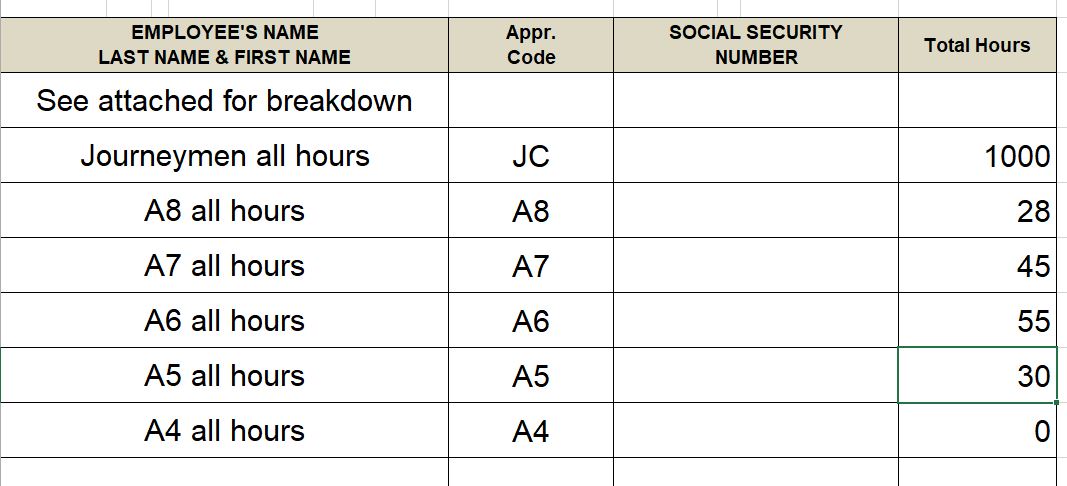 EMPLOYEE'S NAME
LAST NAME & FIRST NAME
Appr.
Code
SOCIAL SECURITY
NUMBER
Total Hours
See attached for breakdown
Journeymen all hours JC 1000
A8 all hours A8 28
A7 all hours A7 45
A6 all hours A6 55
A5 all hours A5 30
A4 all hours A4 0